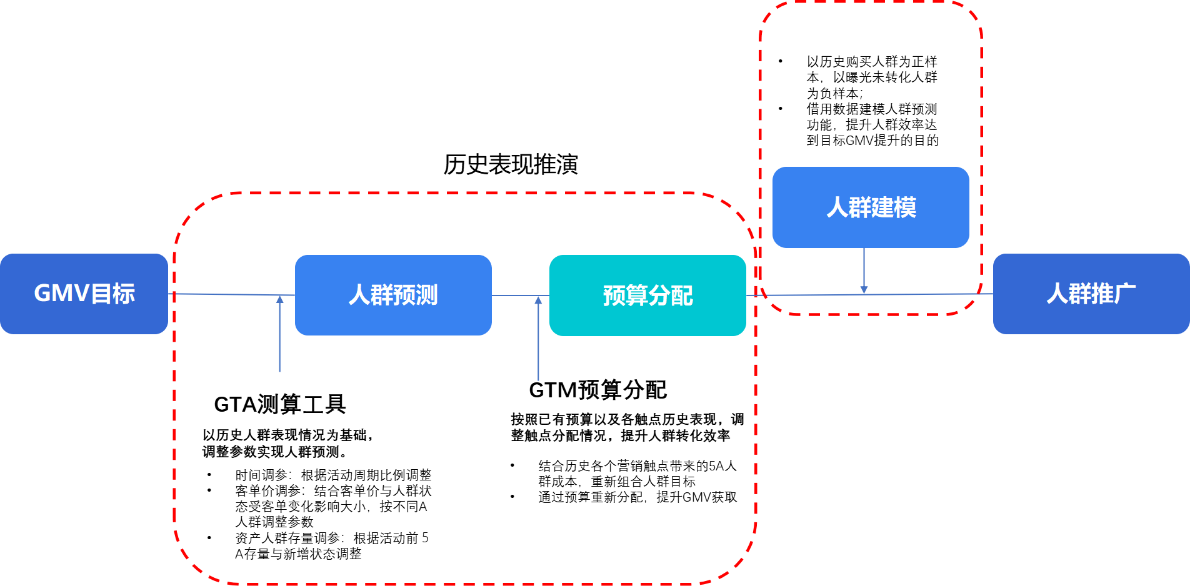 • 以历史购买人群为正样
本，以曝光未转化人群
为负样本；
• 借用数据建模人群预测
功能，提升人群效率达
到目标GMV提升的目的
历史表现推演
人群建模
GMV目标
人群预测
预算分配
人群推广
GTA测算工具
以历史人群表现情况为基础，
调整参数实现人群预测。
• 时间调参：根据活动周期比例调整
• 客单价调参：结合客单价与人群状
态受客单变化影响大小，按不同A
人群调整参数
• 资产人群存量调参：根据活动前 5
A存量与新增状态调整
GTM预算分配
按照已有预算以及各触点历史表现，调
整触点分配情况，提升人群转化效率
• 结合历史各个营销触点带来的5A人
群成本，重新组合人群目标
• 通过预算重新分配，提升GMV获取